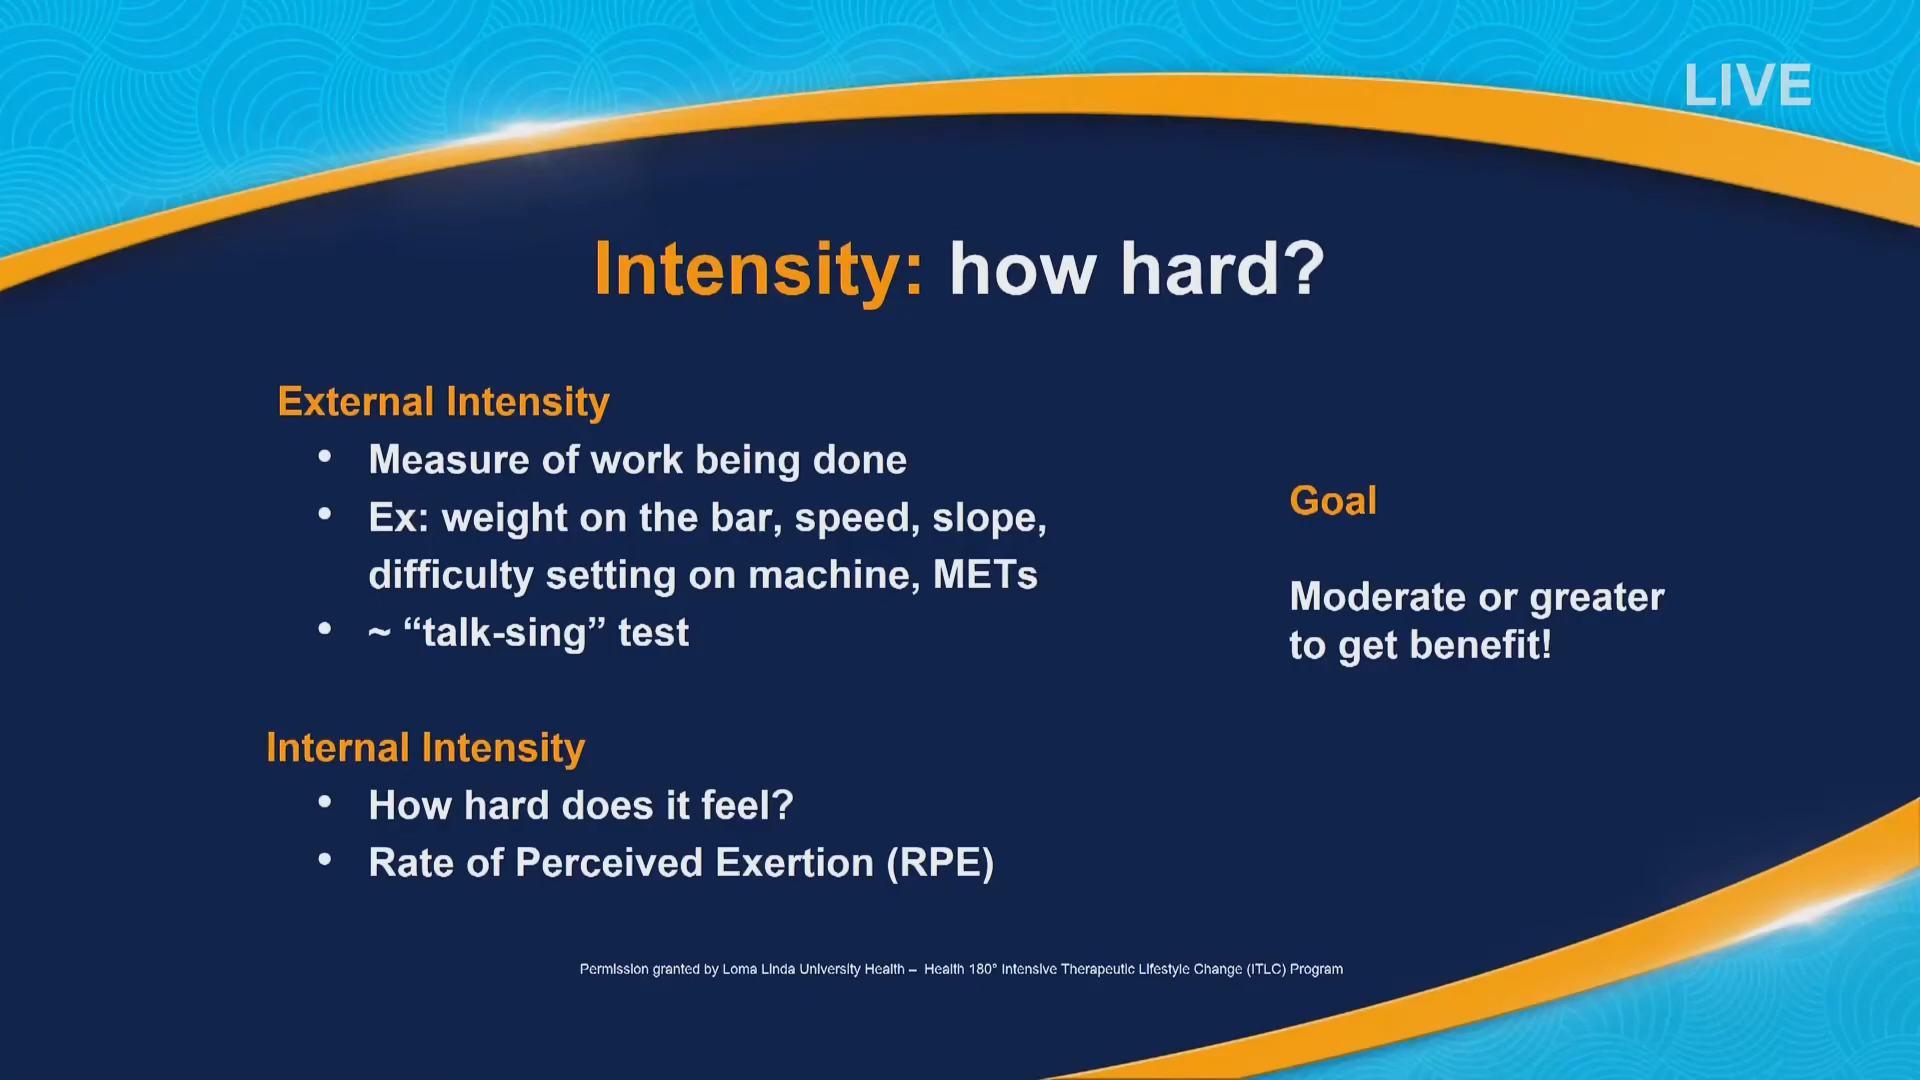 LIVE
Intensity: how hard?
External Intensity
• Measure of work being done
• Ex: weight on the bar, speed, slope,
difficulty setting on machine, METs
• ~ “talk-sing” test
Internal Intensity
• How hard does it feel?
• Rate of Perceived Exertion (RPE)
Goal
Moderate or greater
to get benefit!
Permission granted by Loma Linda University Health – Health 180° Intensive Therapeutic Lifestyle Change (ITLC) Program